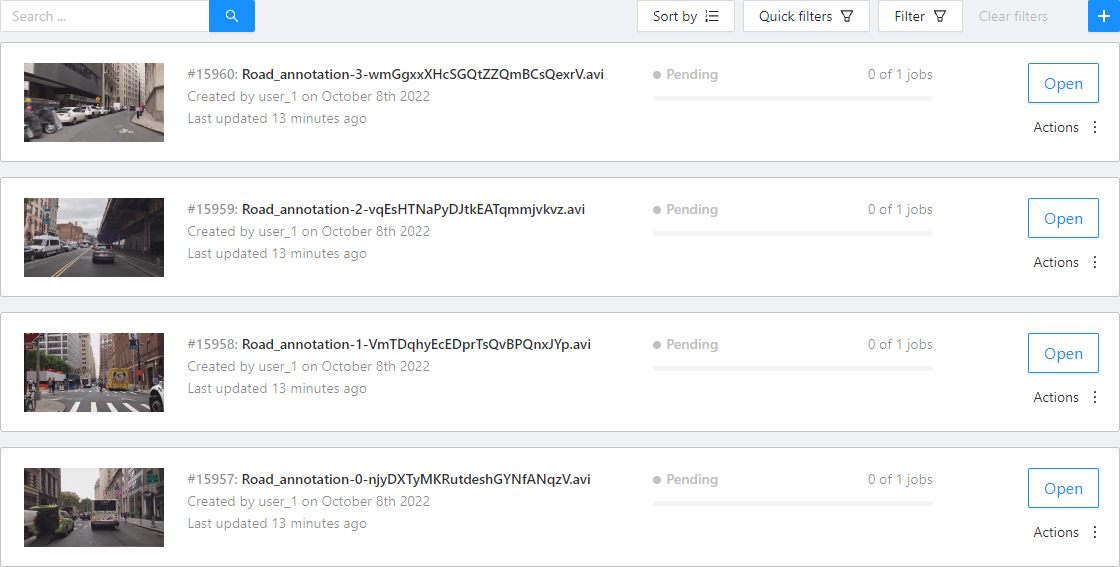 Search ...
Sort by
Quick filters
Filter
Clear filters
#15960: Road_annotation-3-wmGgxxXHcSGQtZZQmBCsQexrV.avi
Created by user_1 on October 8th 2022
Last updated 13 minutes ago
Pending
0 of 1 jobs
Open
Actions
#15959: Road_annotation-2-vqEsHTNaPyDJtkEATqmmjvkvz.avi
Created by user_1 on October 8th 2022
Last updated 13 minutes ago
Pending
0 of 1 jobs
Open
Actions
#15958: Road_annotation-1-VmTDqhyEcEDprTsQvBPQnxJYp.avi
Created by user_1 on October 8th 2022
Last updated 13 minutes ago
Pending
0 of 1 jobs
Open
Actions
#15957: Road_annotation-0-njyDXTyMKRutdeshGYNfANqzV.avi
Created by user_1 on October 8th 2022
Last updated 13 minutes ago
Pending
0 of 1 jobs
Open
Actions